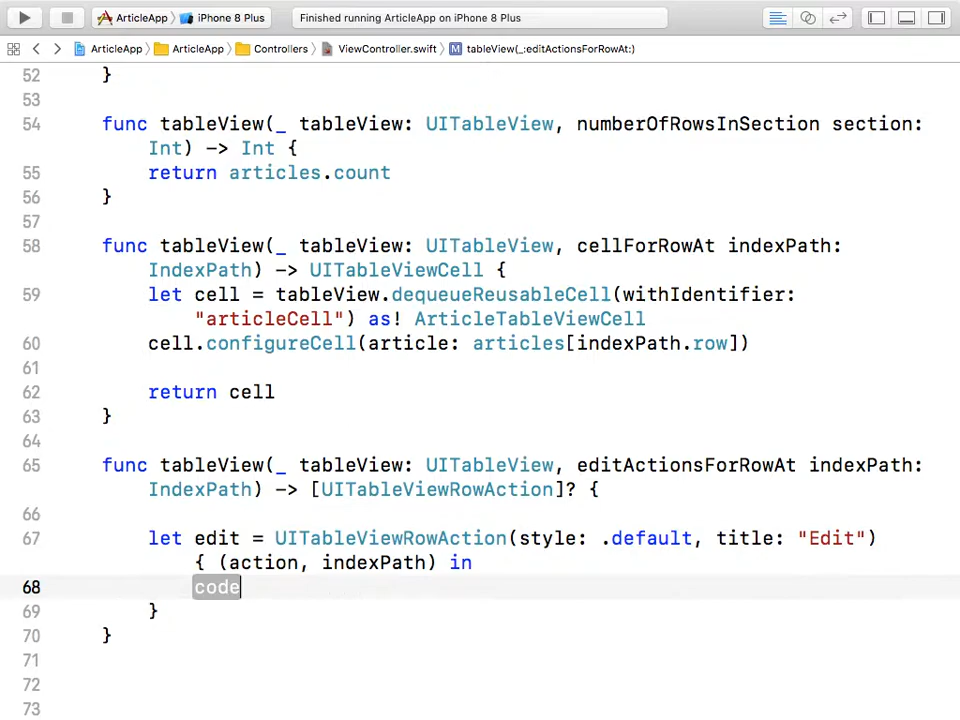 ArticleApp iPhone 8 Plus Finished running ArticleApp on iPhone 8 Plus
ArticleApp ArticleApp Controllers ViewController.swift M tableView(_:editActionsForRowAt:)
52 }
53
54 func tableView(_ tableView: UITableView, numberOfRowsInSection section:
Int) -> Int {
55 return articles.count
56 }
57
58 func tableView(_ tableView: UITableView, cellForRowAt indexPath:
IndexPath) -> UITableViewCell {
59 let cell = tableView.dequeueReusableCell(withIdentifier:
"articleCell") as! ArticleTableViewCell
60 cell.configureCell(article: articles[indexPath.row])
61
62 return cell
63 }
64
65 func tableView(_ tableView: UITableView, editActionsForRowAt indexPath:
IndexPath) -> [UITableViewRowAction]? {
66
67 let edit = UITableViewRowAction(style: .default, title: "Edit")
{ (action, indexPath) in
68 code
69 }
70 }
71
72
73